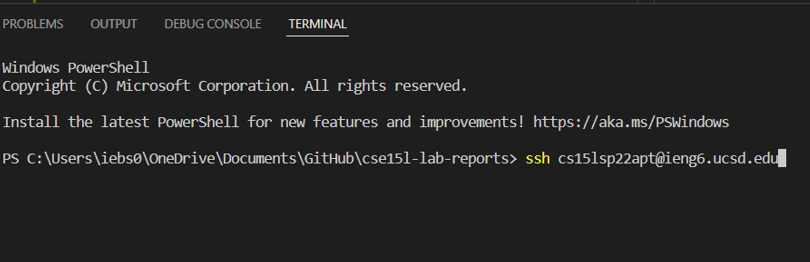 PROBLEMS OUTPUT DEBUG CONSOLE TERMINAL
Windows PowerShell
Copyright (C) Microsoft Corporation. All rights reserved.
Install the latest PowerShell for new features and improvements! https://aka.ms/PSWindows
PS C:\Users\iebs0\OneDrive\Documents\GitHub\cse15l-lab-reports> ssh cs15lsp22apt@ieng6.ucsd.edu